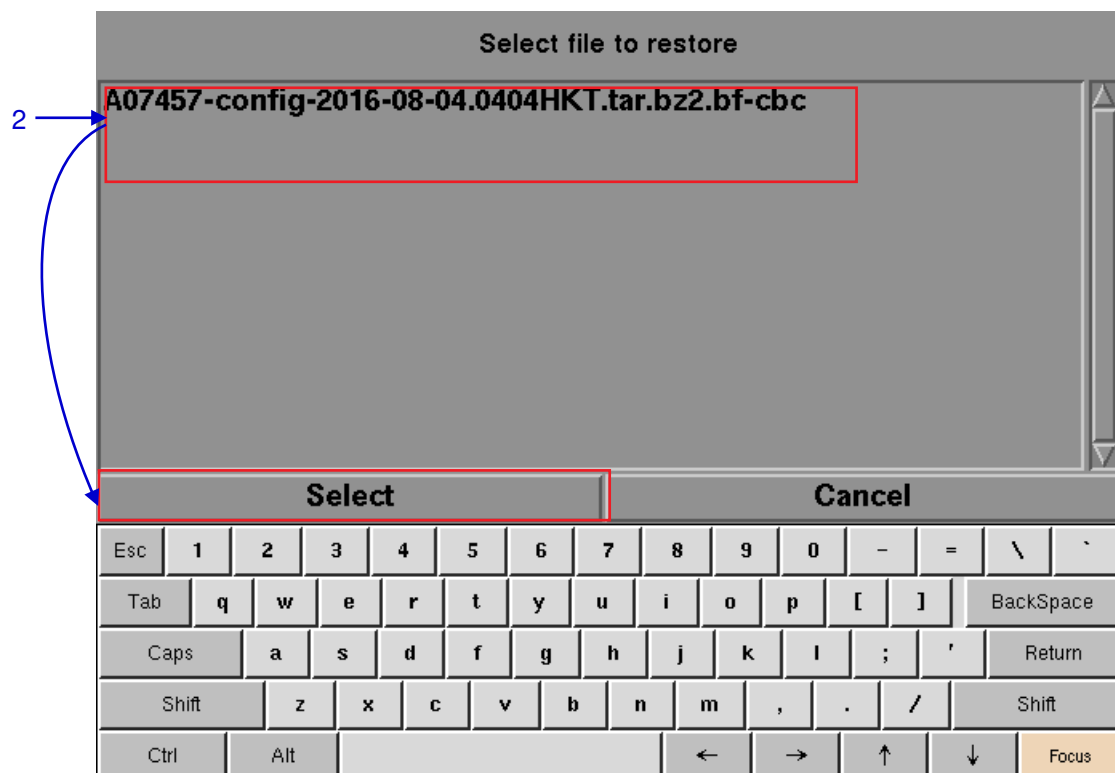 Select file to restore
A07457-config-2016-08-04.0404HKT.tar.bz2.bf-cbc
2
Select Cancel
Esc 1 2 3 4 5 6 7 8 9 0 - = \ `
Tab q w e r t y u i o p [ ] BackSpace
Caps a s d f g h j k l ; ' Return
Shift z x c v b n m , . / Shift
Ctrl Alt ← → ↑ ↓ Focus